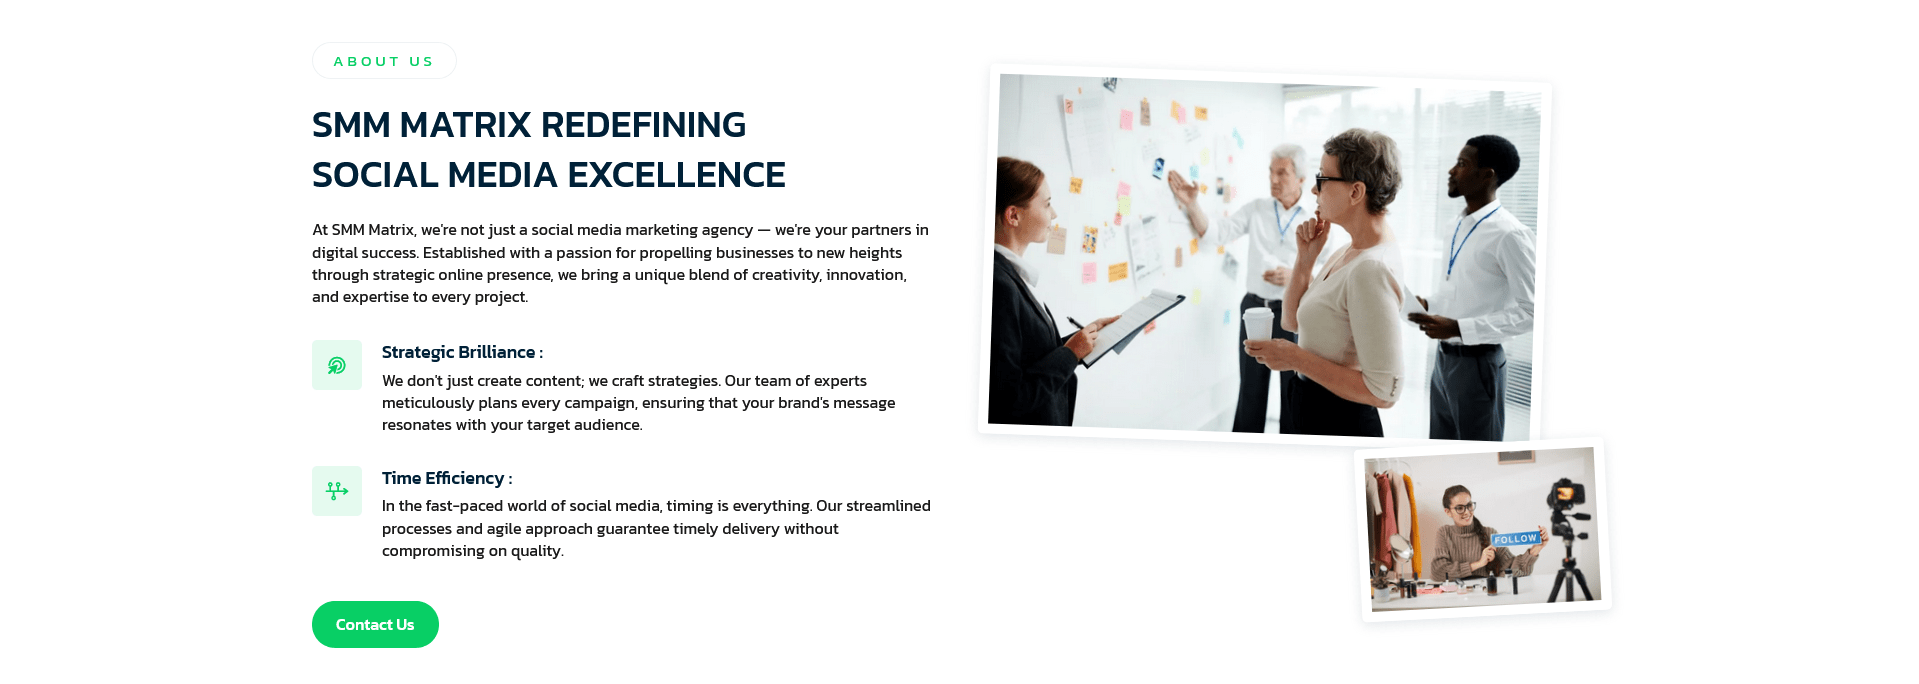 ABOUT US
SMM MATRIX REDEFINING
SOCIAL MEDIA EXCELLENCE
At SMM Matrix, we're not just a social media marketing agency — we're your partners in
digital success. Established with a passion for propelling businesses to new heights
through strategic online presence, we bring a unique blend of creativity, innovation,
and expertise to every project.
Strategic Brilliance :
We don't just create content; we craft strategies. Our team of experts
meticulously plans every campaign, ensuring that your brand's message
resonates with your target audience.
Time Efficiency :
In the fast-paced world of social media, timing is everything. Our streamlined
processes and agile approach guarantee timely delivery without
compromising on quality.
Contact Us
FOLLOW